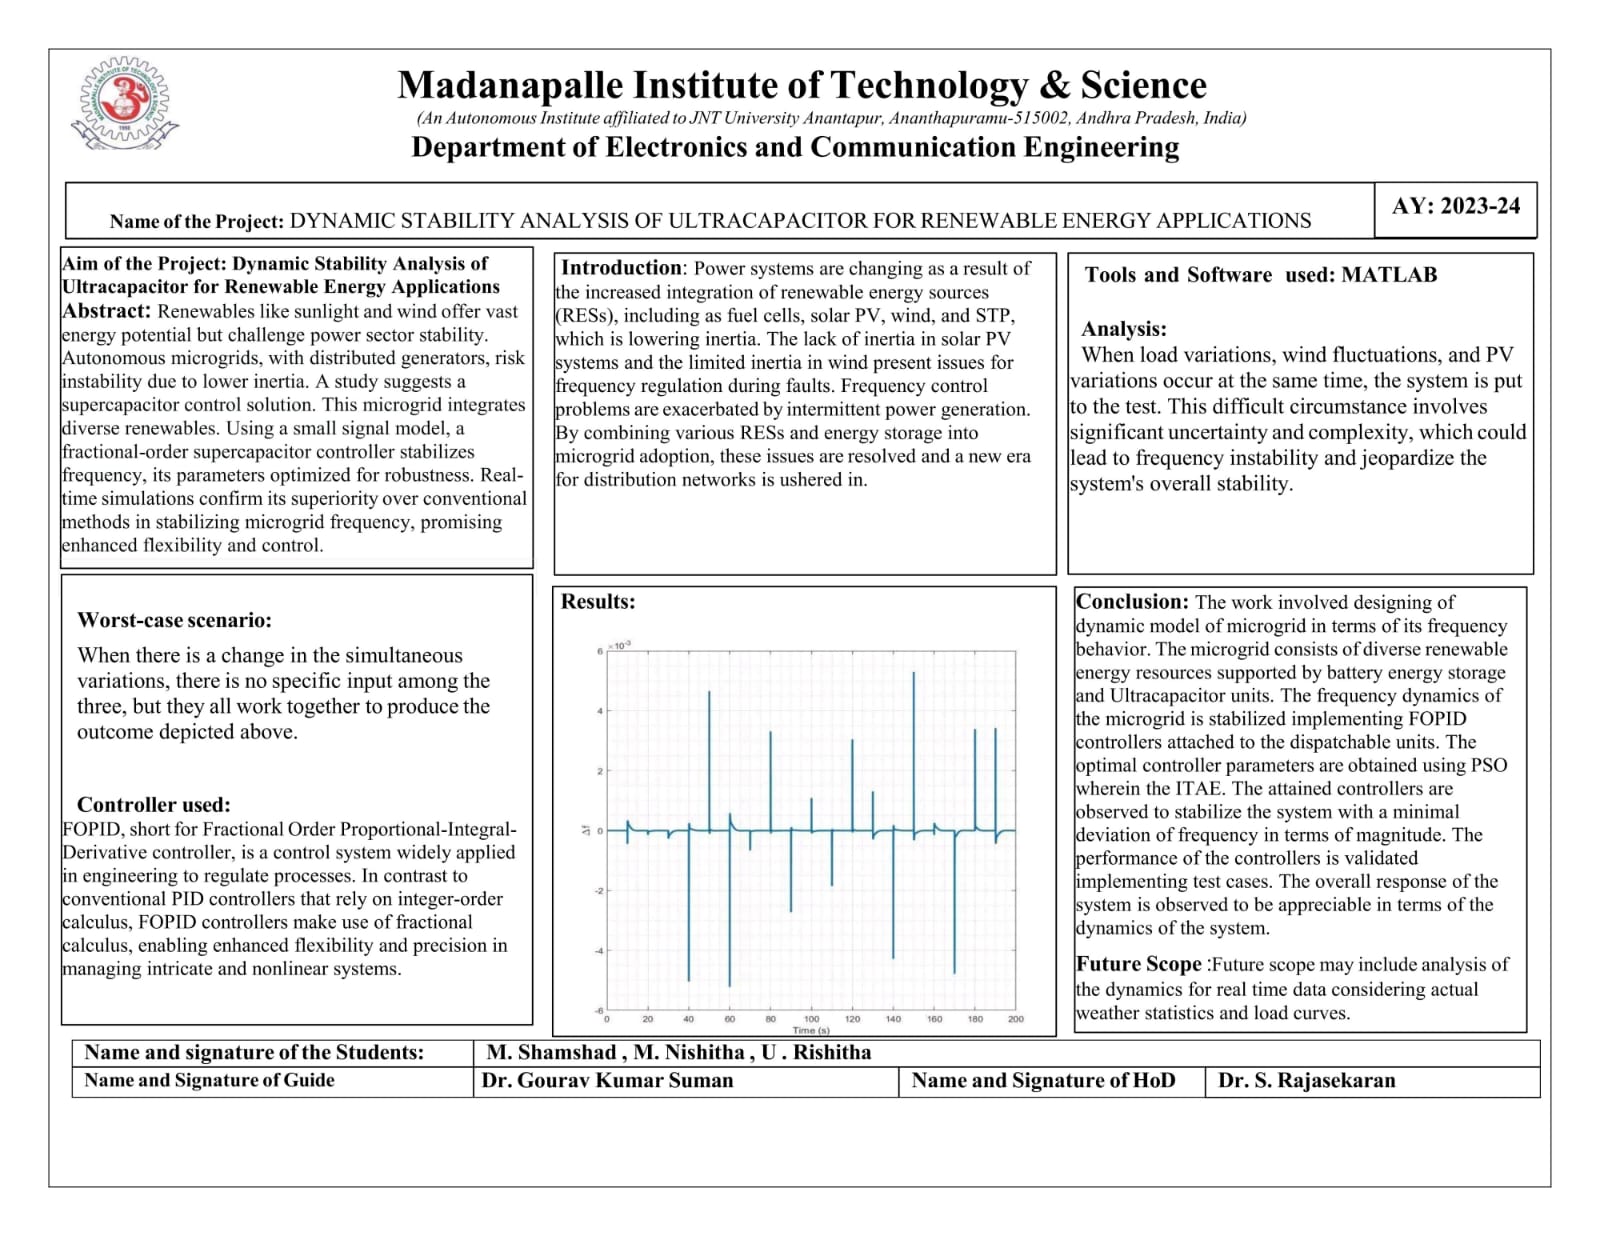 Madanapalle Institute of Technology & Science
(An Autonomous Institute affiliated to JNT University Anantapur, Ananthapuramu-515002, Andhra Pradesh, India)
Department of Electronics and Communication Engineering
Name of the Project: DYNAMIC STABILITY ANALYSIS OF ULTRACAPACITOR FOR RENEWABLE ENERGY APPLICATIONS
AY: 2023-24
Aim of the Project: Dynamic Stability Analysis of
Ultracapacitor for Renewable Energy Applications
Abstract: Renewables like sunlight and wind offer vast
energy potential but challenge power sector stability.
Autonomous microgrids, with distributed generators, risk
instability due to lower inertia. A study suggests a
supercapacitor control solution. This microgrid integrates
diverse renewables. Using a small signal model, a
fractional-order supercapacitor controller stabilizes
frequency, its parameters optimized for robustness. Real-
time simulations confirm its superiority over conventional
methods in stabilizing microgrid frequency, promising
enhanced flexibility and control.
Introduction: Power systems are changing as a result of
the increased integration of renewable energy sources
(RESs), including as fuel cells, solar PV, wind, and STP,
which is lowering inertia. The lack of inertia in solar PV
systems and the limited inertia in wind present issues for
frequency regulation during faults. Frequency control
problems are exacerbated by intermittent power generation.
By combining various RESs and energy storage into
microgrid adoption, these issues are resolved and a new era
for distribution networks is ushered in.
Tools and Software used: MATLAB
Analysis:
When load variations, wind fluctuations, and PV
variations occur at the same time, the system is put
to the test. This difficult circumstance involves
significant uncertainty and complexity, which could
lead to frequency instability and jeopardize the
system's overall stability.
Worst-case scenario:
When there is a change in the simultaneous
variations, there is no specific input among the
three, but they all work together to produce the
outcome depicted above.
Controller used:
FOPID, short for Fractional Order Proportional-Integral-
Derivative controller, is a control system widely applied
in engineering to regulate processes. In contrast to
conventional PID controllers that rely on integer-order
calculus, FOPID controllers make use of fractional
calculus, enabling enhanced flexibility and precision in
managing intricate and nonlinear systems.
Results:
×10-3
6
4
2
0
-2
-4
-6
Δf
0 20 40 60 80 100 120 140 160 180 200
Time (s)
Conclusion: The work involved designing of
dynamic model of microgrid in terms of its frequency
behavior. The microgrid consists of diverse renewable
energy resources supported by battery energy storage
and Ultracapacitor units. The frequency dynamics of
the microgrid is stabilized implementing FOPID
controllers attached to the dispatchable units. The
optimal controller parameters are obtained using PSO
wherein the ITAE. The attained controllers are
observed to stabilize the system with a minimal
deviation of frequency in terms of magnitude. The
performance of the controllers is validated
implementing test cases. The overall response of the
system is observed to be appreciable in terms of the
dynamics of the system.
Future Scope :Future scope may include analysis of
the dynamics for real time data considering actual
weather statistics and load curves.
Name and signature of the Students: M. Shamshad , M. Nishitha , U . Rishitha
Name and Signature of Guide Dr. Gourav Kumar Suman Name and Signature of HoD Dr. S. Rajasekaran